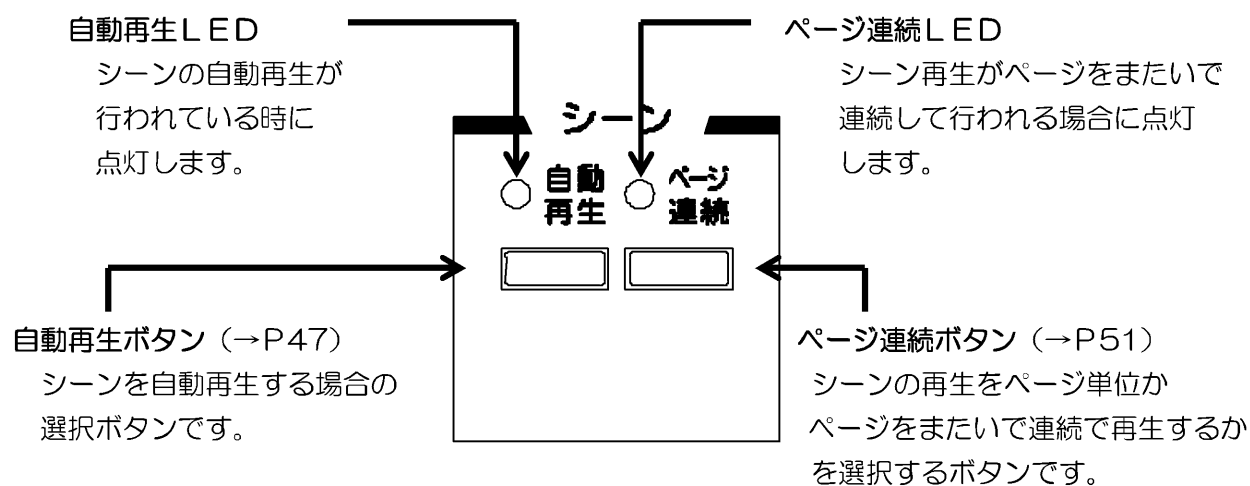 自動再生ＬＥＤ
シーンの自動再生が
行われている時に
点灯します。
ページ連続ＬＥＤ
シーン再生がページをまたいで
連続して行われる場合に点灯
します。
シーン
自動
再生
ページ
連続
自動再生ボタン（→Ｐ47）
シーンを自動再生する場合の
選択ボタンです。
ページ連続ボタン（→Ｐ51）
シーンの再生をページ単位か
ページをまたいで連続で再生するか
を選択するボタンです。